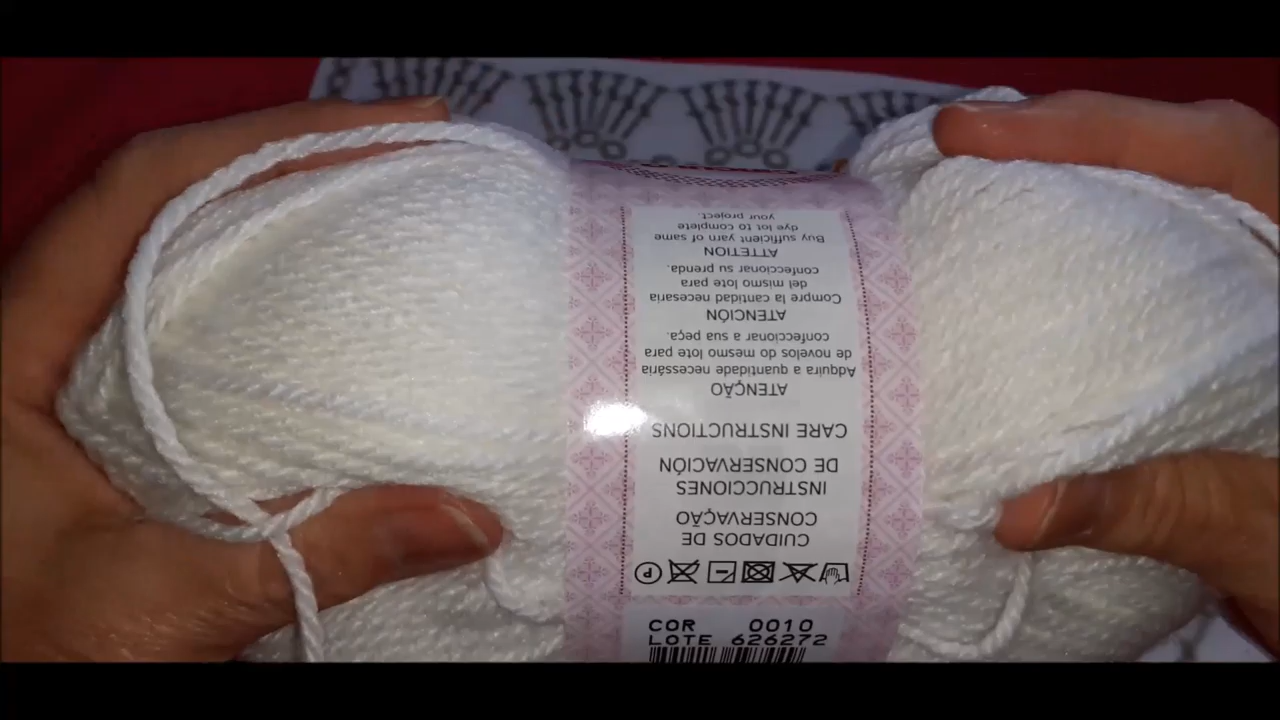 CUIDADOS DE
CONSERVAÇÃO
INSTRUCCIONES
DE CONSERVACIÓN
CARE INSTRUCTIONS
ATENÇÃO
Adquira a quantidade necessária
de novelos do mesmo lote para
confeccionar a sua peça.
ATENCIÓN
Compre la cantidad necesaria
del mismo lote para
confeccionar su prenda.
ATTETION
Buy sufficient yarn of same
dye lot to complete
your project.
COR 0010
LOTE 626272